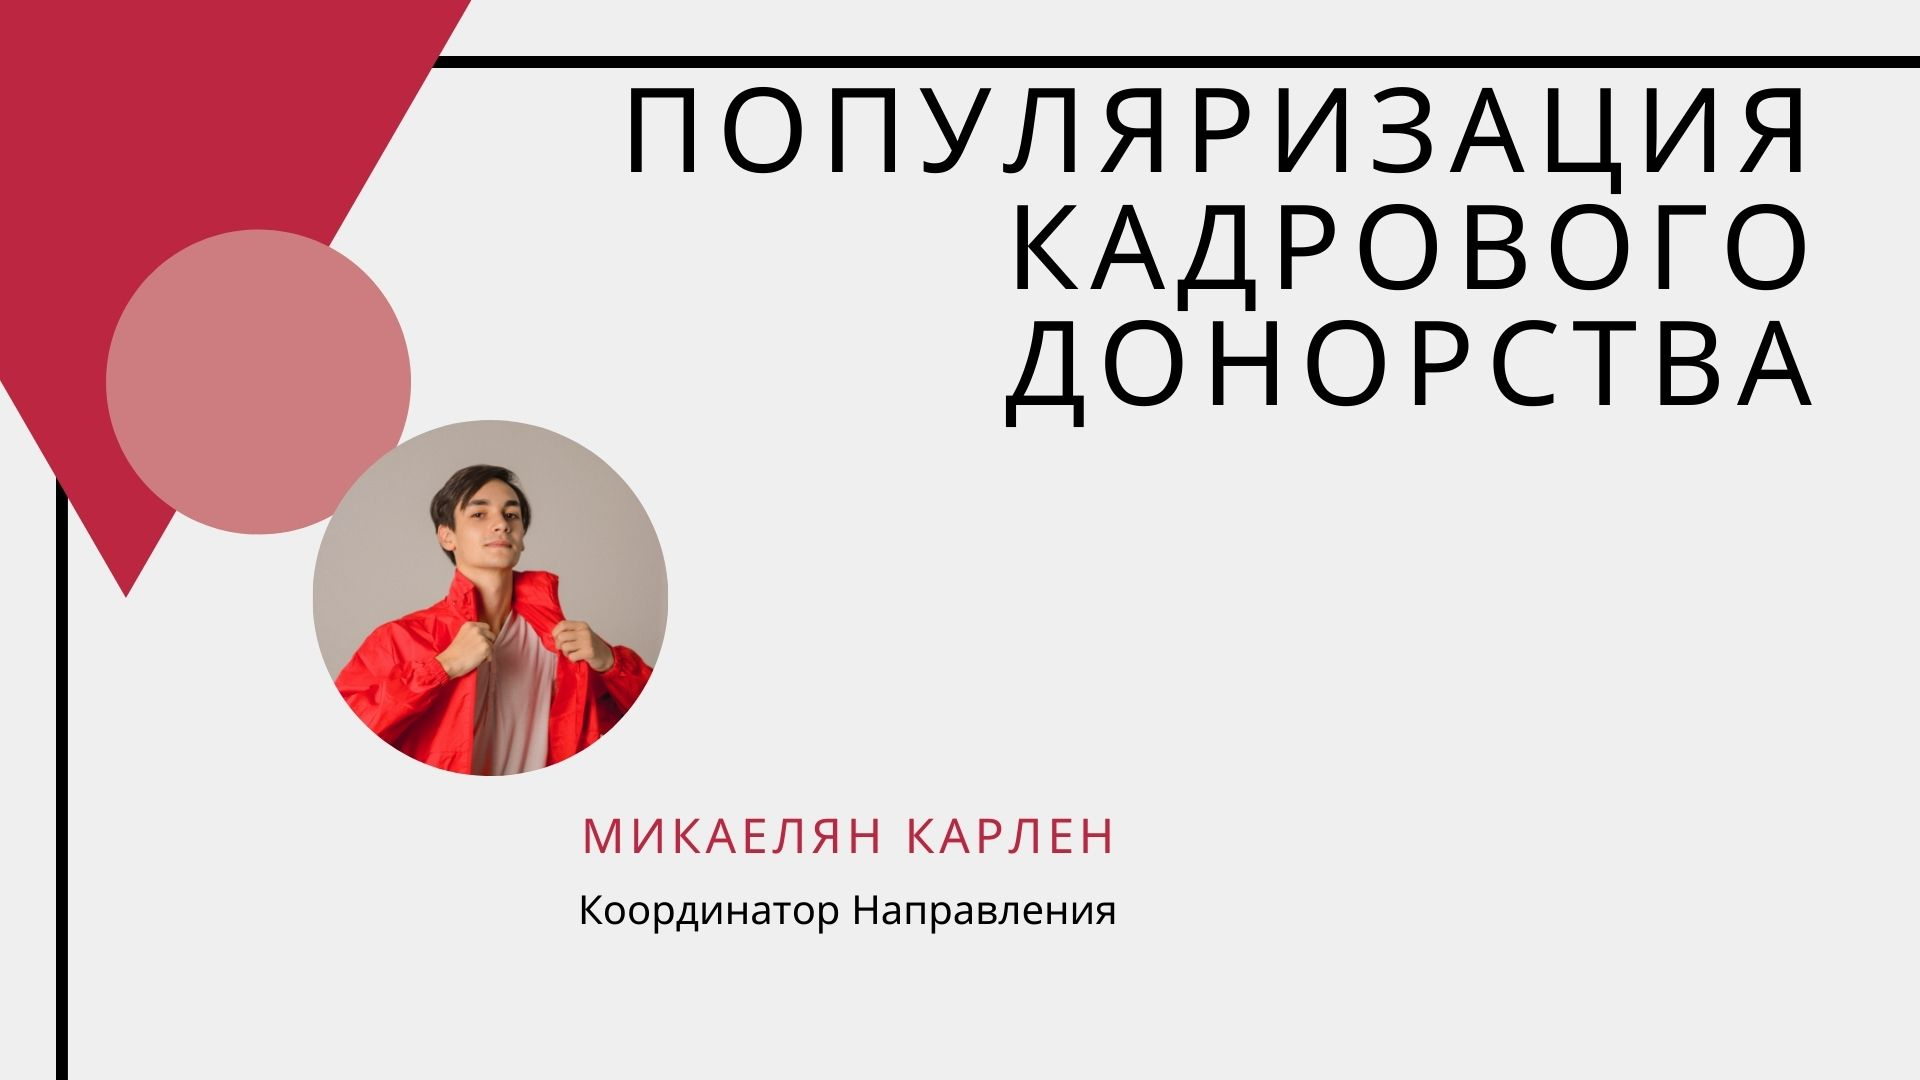 ПОПУЛЯРИЗАЦИЯ
КАДРОВОГО
ДОНОРСТВА
МИКАЕЛЯН КАРЛЕН
Координатор Направления